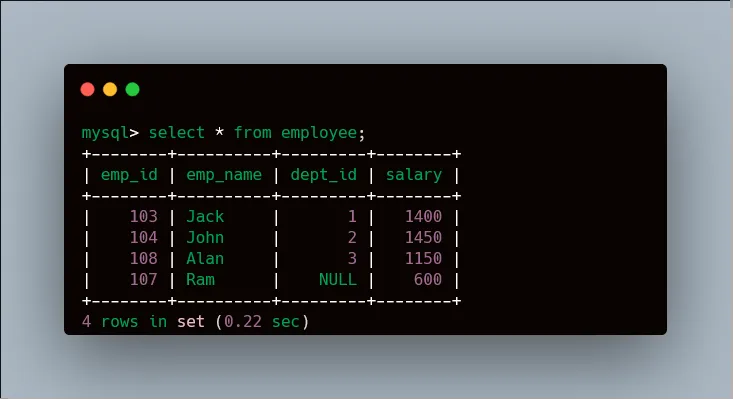 mysql> select * from employee;
+--------+----------+---------+--------+
| emp_id | emp_name | dept_id | salary |
+--------+----------+---------+--------+
|    103 | Jack     |       1 |   1400 |
|    104 | John     |       2 |   1450 |
|    108 | Alan     |       3 |   1150 |
|    107 | Ram      |    NULL |    600 |
+--------+----------+---------+--------+
4 rows in set (0.22 sec)